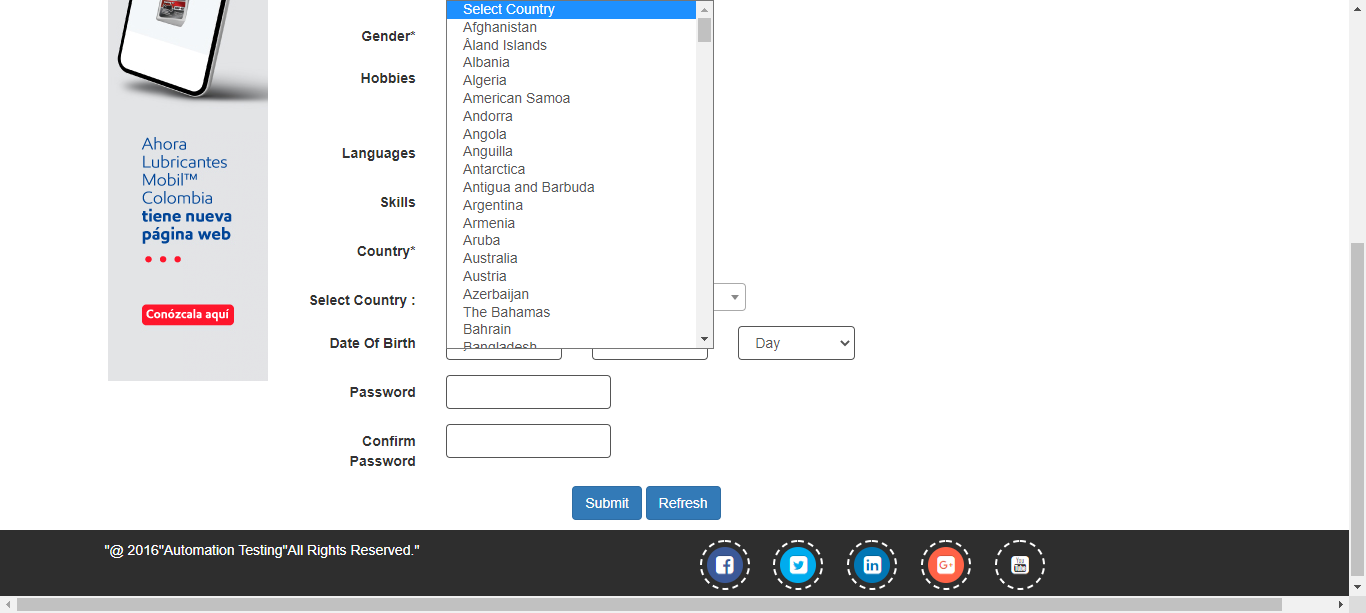 Ahora
Lubricantes
Mobil™
Colombia
tiene nueva
página web
Conózcala aquí
Gender*
Hobbies
Languages
Skills
Country*
Select Country :
Date Of Birth
Password
Confirm
Password
Select Country
Afghanistan
Åland Islands
Albania
Algeria
American Samoa
Andorra
Angola
Anguilla
Antarctica
Antigua and Barbuda
Argentina
Armenia
Aruba
Australia
Austria
Azerbaijan
The Bahamas
Bahrain
Bangladesh
Day
Submit
Refresh
"@ 2016"Automation Testing"All Rights Reserved."